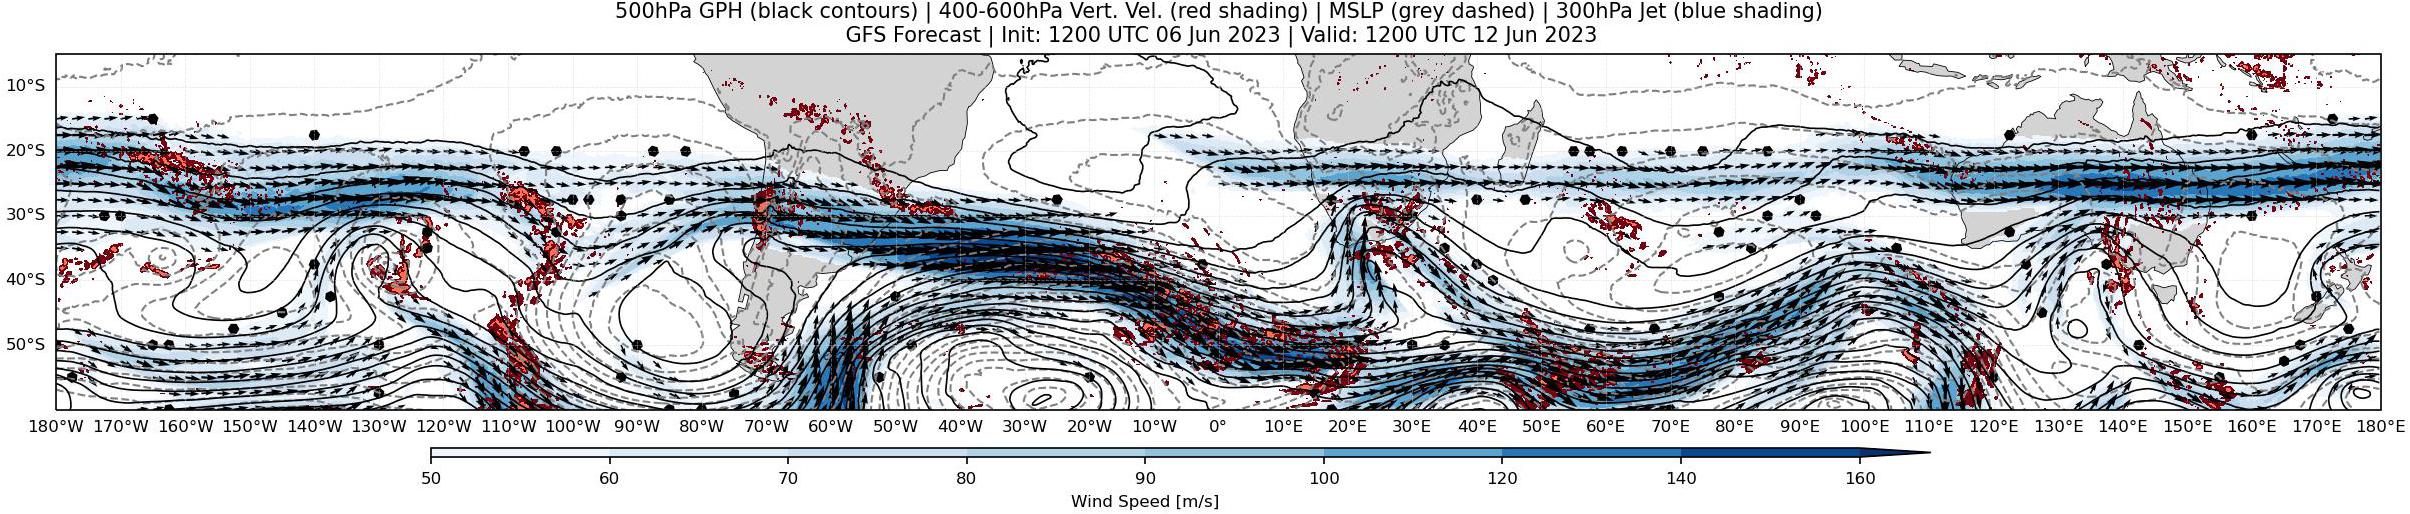 500hPa GPH (black contours) | 400-600hPa Vert. Vel. (red shading) | MSLP (grey dashed) | 300hPa Jet (blue shading)
GFS Forecast | Init: 1200 UTC 06 Jun 2023 | Valid: 1200 UTC 12 Jun 2023
10°S
20°S
30°S
40°S
50°S
180°W 170°W 160°W 150°W 140°W 130°W 120°W 110°W 100°W 90°W 80°W 70°W 60°W 50°W 40°W 30°W 20°W 10°W 0° 10°E 20°E 30°E 40°E 50°E 60°E 70°E 80°E 90°E 100°E 110°E 120°E 130°E 140°E 150°E 160°E 170°E 180°E
50 60 70 80 90 100 120 140 160
Wind Speed [m/s]